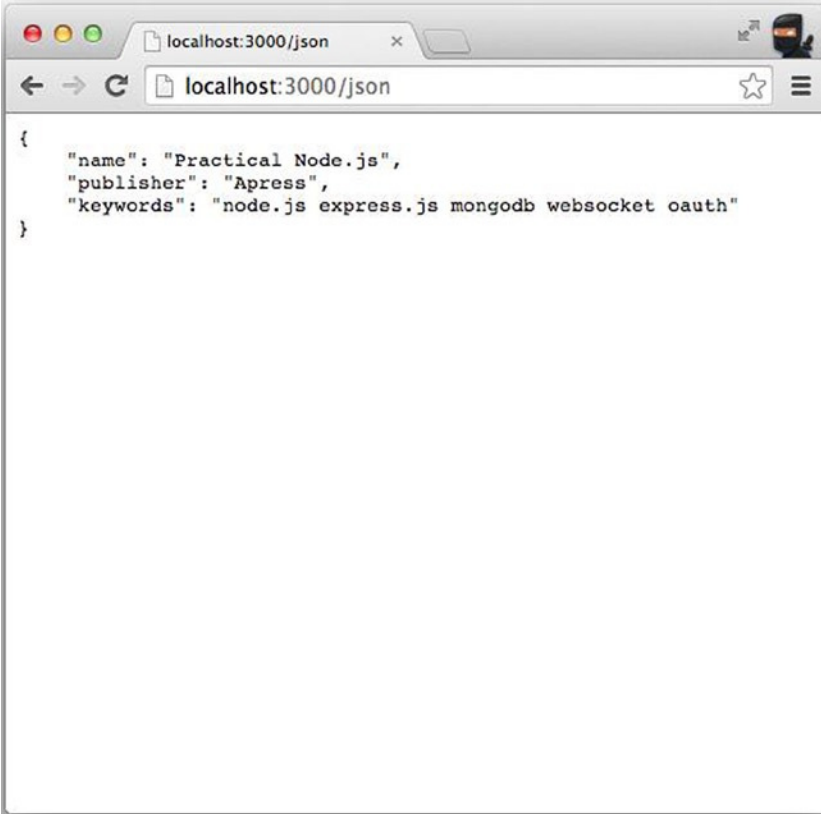 localhost:3000/json
localhost:3000/json
{
    "name": "Practical Node.js",
    "publisher": "Apress",
    "keywords": "node.js express.js mongodb websocket oauth"
}